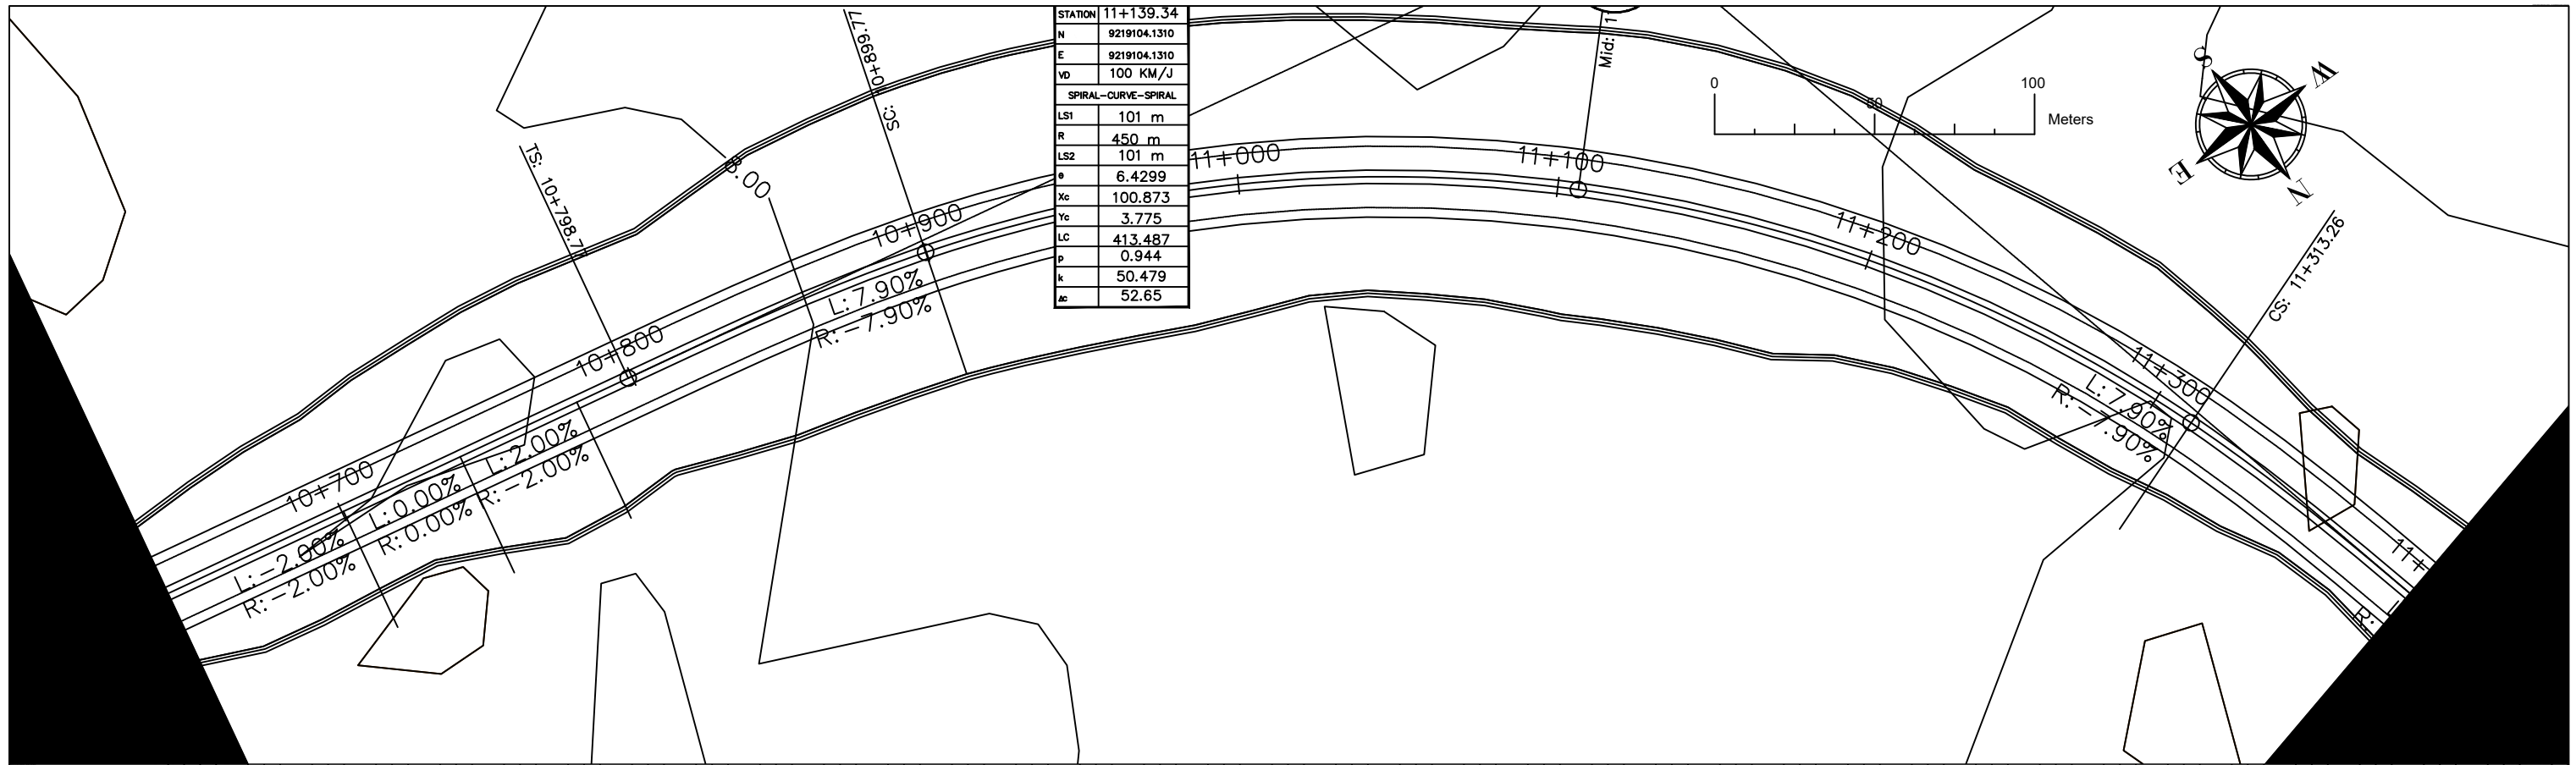 STATION 11+139.34
N 9219104.1310
E 9219104.1310
VD 100 KM/J
SPIRAL-CURVE-SPIRAL
LS1 101 m
R 450 m
LS2 101 m
θ 6.4299
Xc 100.873
Yc 3.775
LC 413.487
p 0.944
k 50.479
Δc 52.65
SC: 10+899.77
TS: 10+798.7
Mid: 1
0
50
100
Meters
S
W
E
N
CS: 11+313.26
8.00
10+700
10+800
10+900
11+000
11+100
11+200
11+300
11+
L: -2.00%
R: -2.00%
L: 0.00%
R: 0.00%
L: 2.00%
R: -2.00%
L: 7.90%
R: -7.90%
L: 7.90%
R: -7.90%
R: